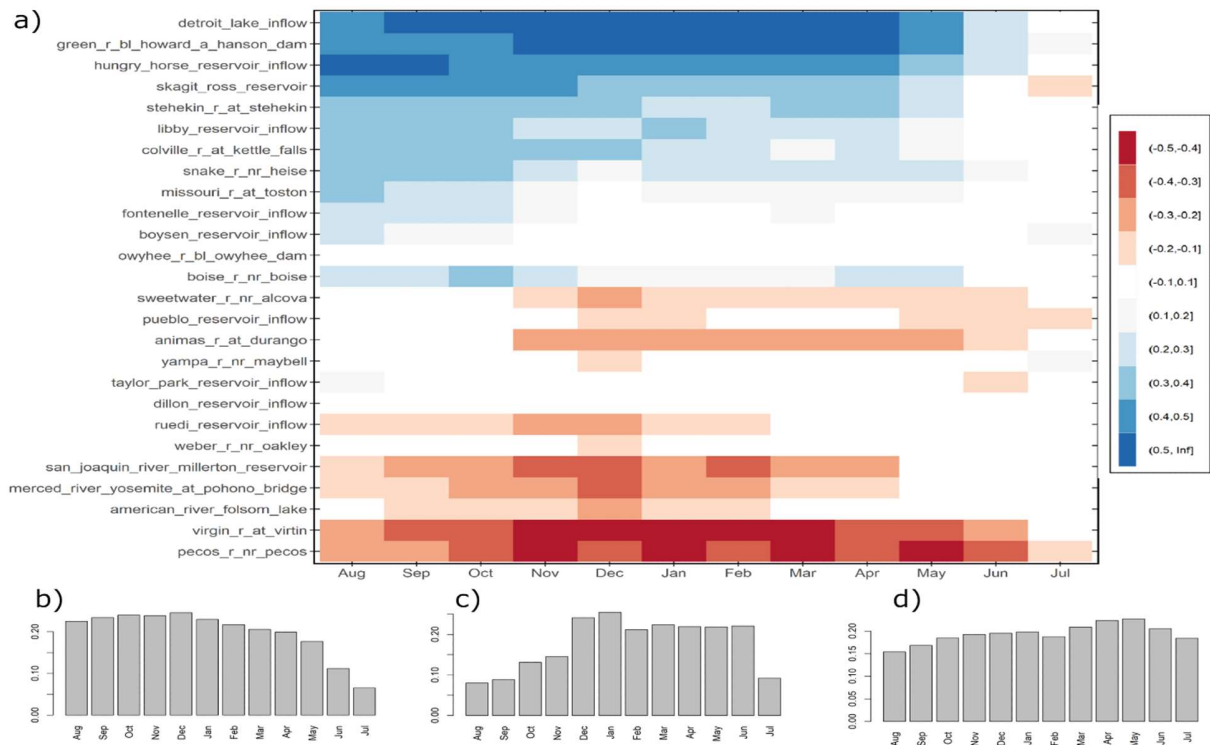 a)
detroit_lake_inflow
green_r_bl_howard_a_hanson_dam
hungry_horse_reservoir_inflow
skagit_ross_reservoir
stehekin_r_at_stehekin
libby_reservoir_inflow
colville_r_at_kettle_falls
snake_r_nr_heise
missouri_r_at_toston
fontenelle_reservoir_inflow
boysen_reservoir_inflow
owyhee_r_bl_owyhee_dam
boise_r_nr_boise
sweetwater_r_nr_alcova
pueblo_reservoir_inflow
animas_r_at_durango
yampa_r_nr_maybell
taylor_park_reservoir_inflow
dillon_reservoir_inflow
ruedi_reservoir_inflow
weber_r_nr_oakley
san_joaquin_river_millerton_reservoir
merced_river_yosemite_at_pohono_bridge
american_river_folsom_lake
virgin_r_at_virtin
pecos_r_nr_pecos
Aug Sep Oct Nov Dec Jan Feb Mar Apr May Jun Jul
(-0.5,-0.4]
(-0.4,-0.3]
(-0.3,-0.2]
(-0.2,-0.1]
(-0.1,0.1]
(0.1,0.2]
(0.2,0.3]
(0.3,0.4]
(0.4,0.5]
(0.5, Inf]
b)
0.20
0.10
0.00
Aug Sep Oct Nov Dec Jan Feb Mar Apr May Jun Jul
c)
0.20
0.10
0.00
Aug Sep Oct Nov Dec Jan Feb Mar Apr May Jun Jul
d)
0.20
0.15
0.10
0.05
0.00
Aug Sep Oct Nov Dec Jan Feb Mar Apr May Jun Jul